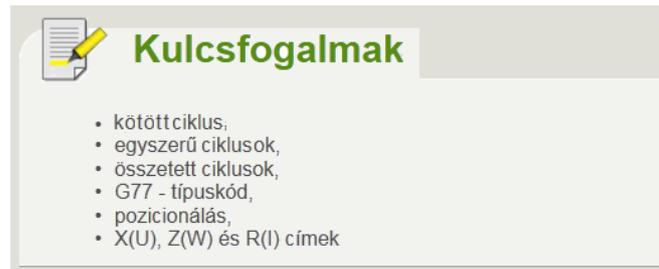 Kulcsfogalmak
• kötött ciklus,
• egyszerű ciklusok,
• összetett ciklusok,
• G77 - típuskód,
• pozicionálás,
• X(U), Z(W) és R(I) címek